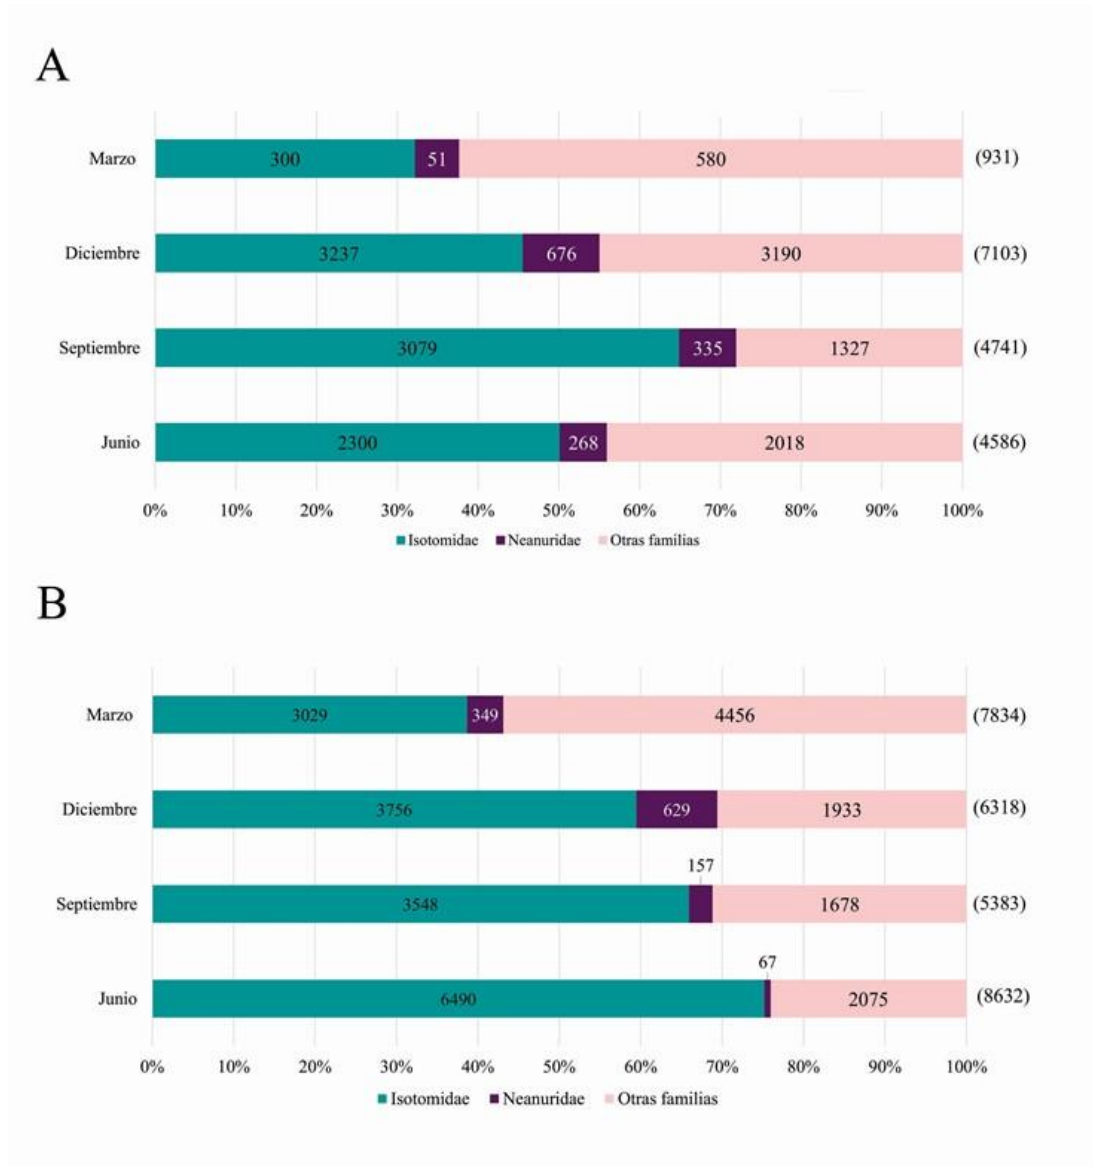 A
Marzo 300 51 580 (931)
Diciembre 3237 676 3190 (7103)
Septiembre 3079 335 1327 (4741)
Junio 2300 268 2018 (4586)
0% 10% 20% 30% 40% 50% 60% 70% 80% 90% 100%
Isotomidae Neanuridae Otras familias
B
Marzo 3029 349 4456 (7834)
Diciembre 3756 629 1933 (6318)
157
Septiembre 3548 1678 (5383)
67
Junio 6490 2075 (8632)
0% 10% 20% 30% 40% 50% 60% 70% 80% 90% 100%
Isotomidae Neanuridae Otras familias